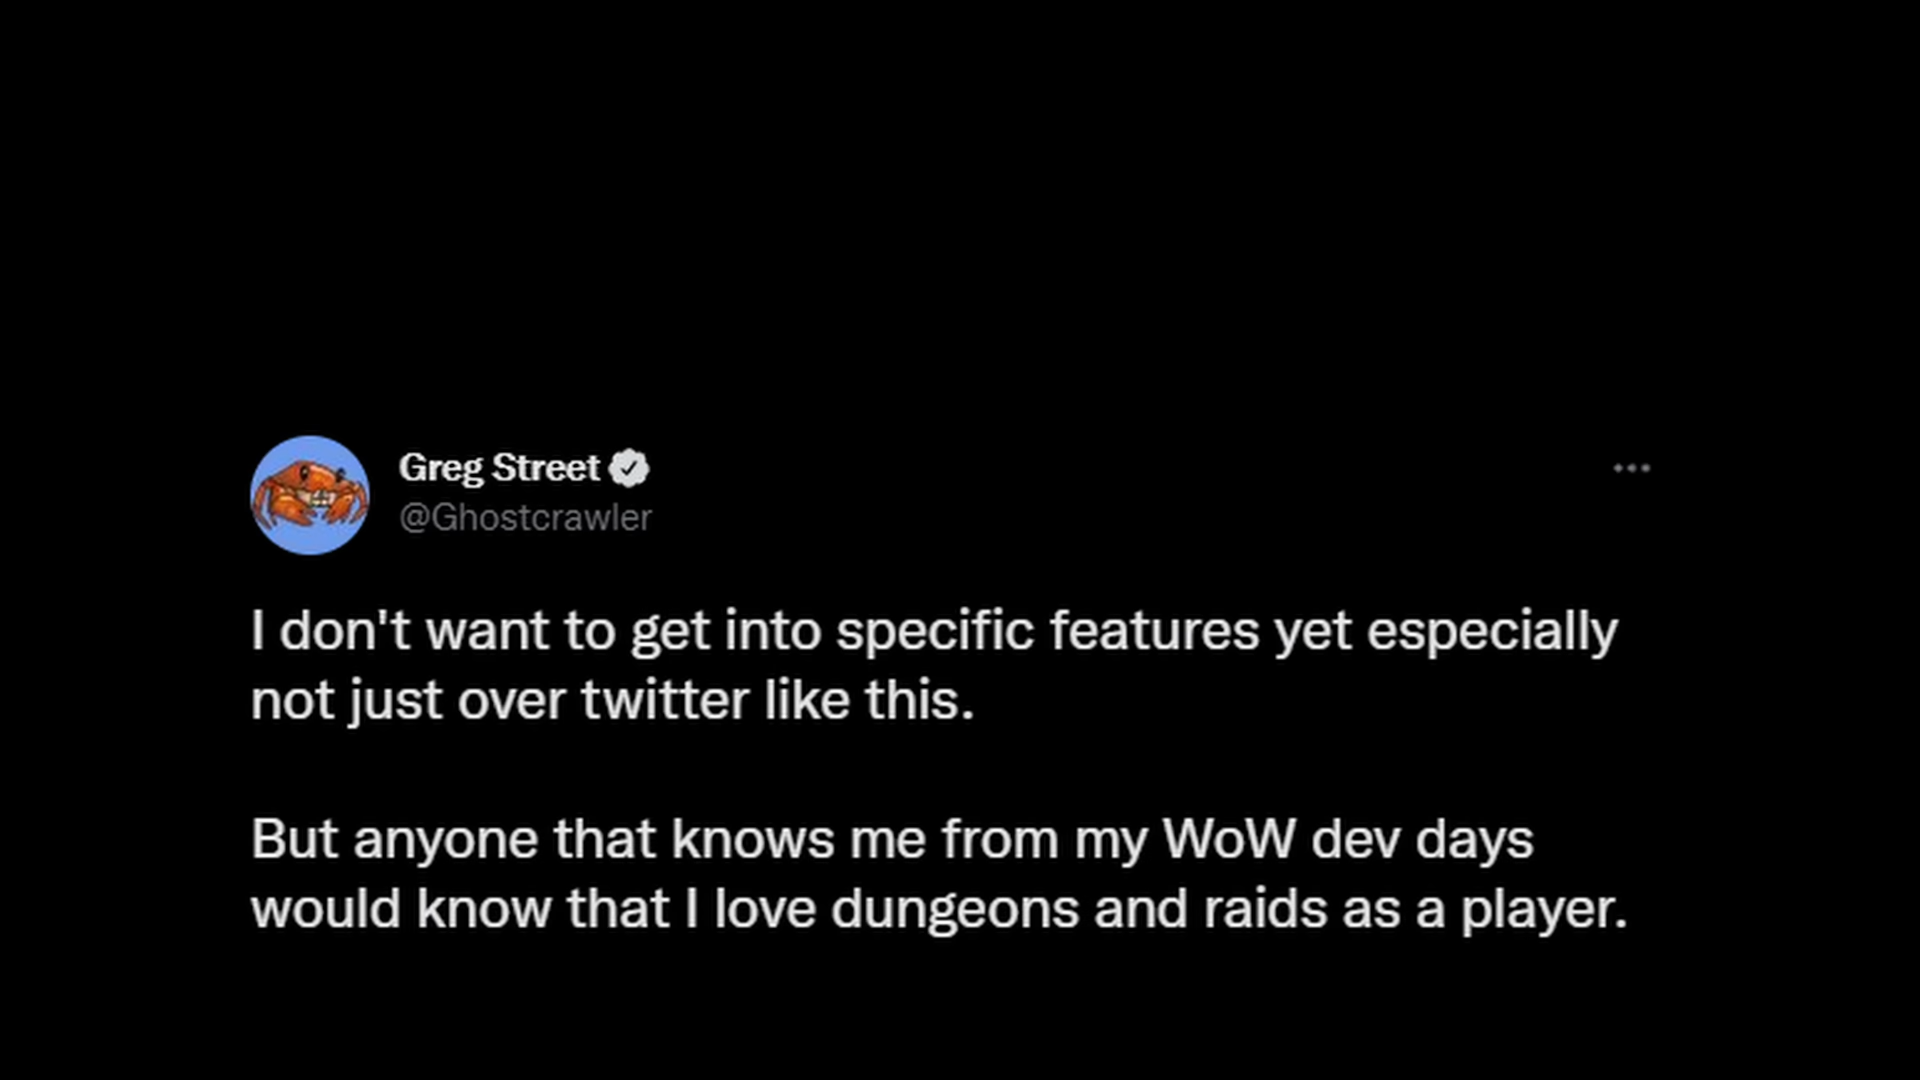 Greg Street
@Ghostcrawler
I don't want to get into specific features yet especially
not just over twitter like this.
But anyone that knows me from my WoW dev days
would know that I love dungeons and raids as a player.